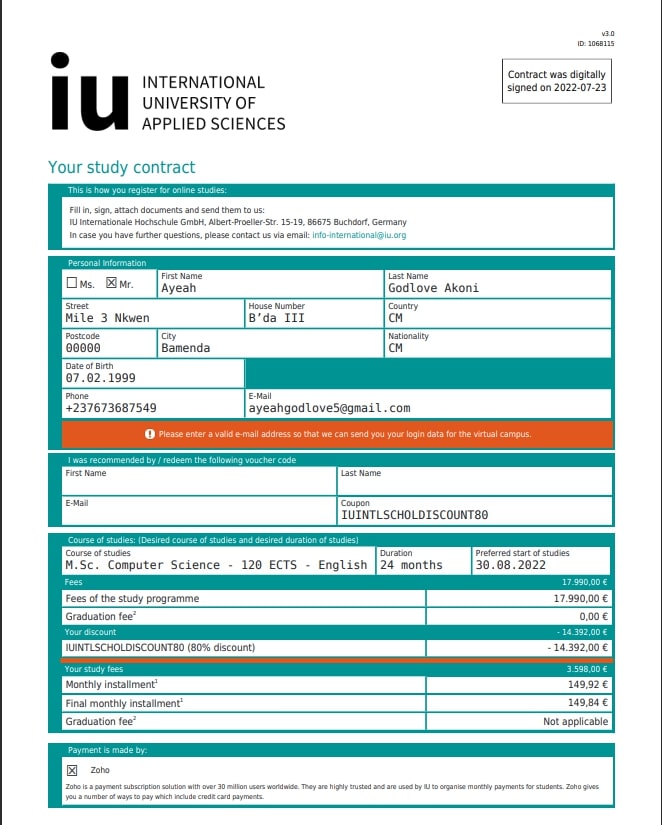 v3.0
ID: 1068115
iu INTERNATIONAL
UNIVERSITY OF
APPLIED SCIENCES
Contract was digitally
signed on 2022-07-23
Your study contract
This is how you register for online studies:
Fill in, sign, attach documents and send them to us:
IU Internationale Hochschule GmbH, Albert-Proeller-Str. 15-19, 86675 Buchdorf, Germany
In case you have further questions, please contact us via email: info-international@iu.org
Personal Information
☐ Ms. ☒ Mr.
First Name
Ayeah
Last Name
Godlove Akoni
Street
Mile 3 Nkwen
House Number
B'da III
Country
CM
Postcode
00000
City
Bamenda
Nationality
CM
Date of Birth
07.02.1999
Phone
+237673687549
E-Mail
ayeahgodlove5@gmail.com
Please enter a valid e-mail address so that we can send you your login data for the virtual campus.
I was recommended by / redeem the following voucher code
First Name
Last Name
E-Mail
Coupon
IUINTLSCHOLDISCOUNT80
Course of studies: (Desired course of studies and desired duration of studies)
Course of studies
M.Sc. Computer Science - 120 ECTS - English
Duration
24 months
Preferred start of studies
30.08.2022
Fees 17.990,00 €
Fees of the study programme 17.990,00 €
Graduation fee² 0,00 €
Your discount - 14.392,00 €
IUINTLSCHOLDISCOUNT80 (80% discount) - 14.392,00 €
Your study fees 3.598,00 €
Monthly installment¹ 149,92 €
Final monthly installment¹ 149,84 €
Graduation fee² Not applicable
Payment is made by:
☒ Zoho
Zoho is a payment subscription solution with over 30 million users worldwide. They are highly trusted and are used by IU to organise monthly payments for students. Zoho gives
you a number of ways to pay which include credit card payments.